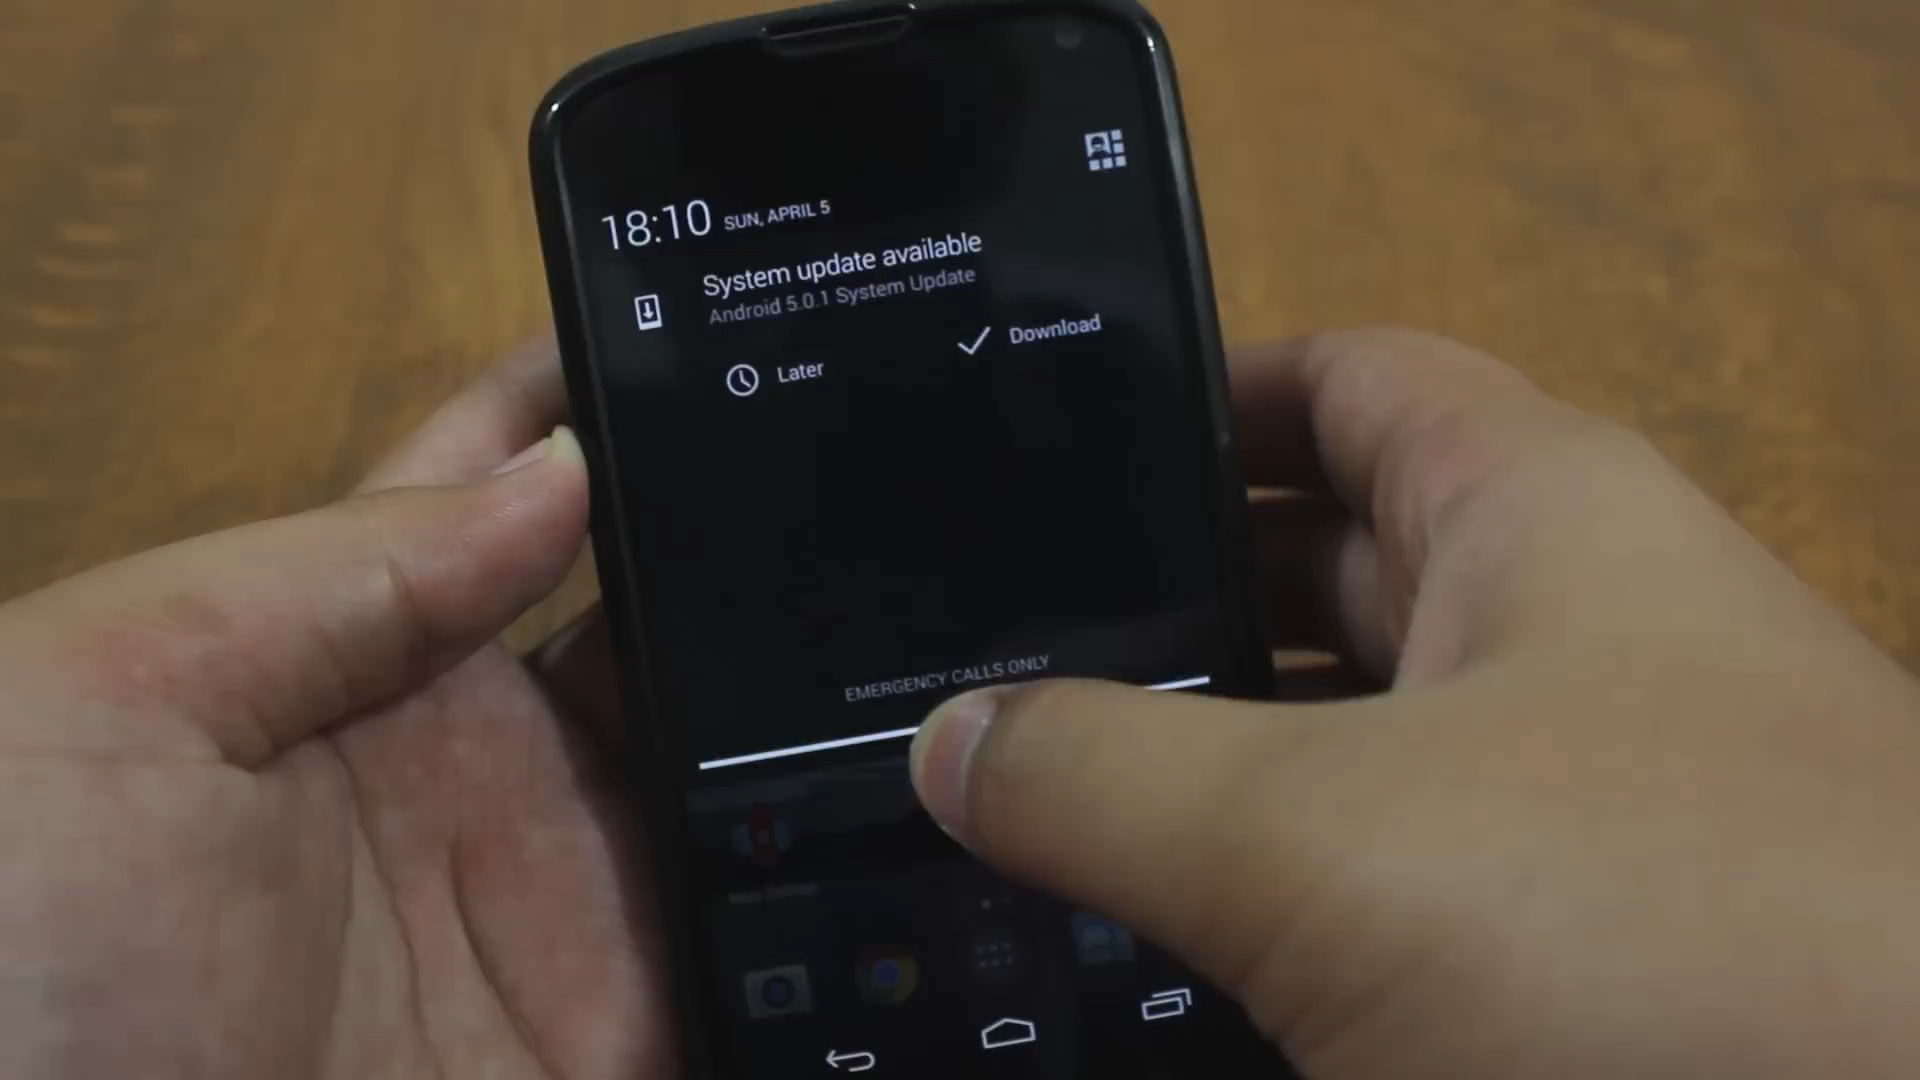 18:10 SUN, APRIL 5
System update available
Android 5.0.1 System Update
Later
Download
EMERGENCY CALLS ONLY